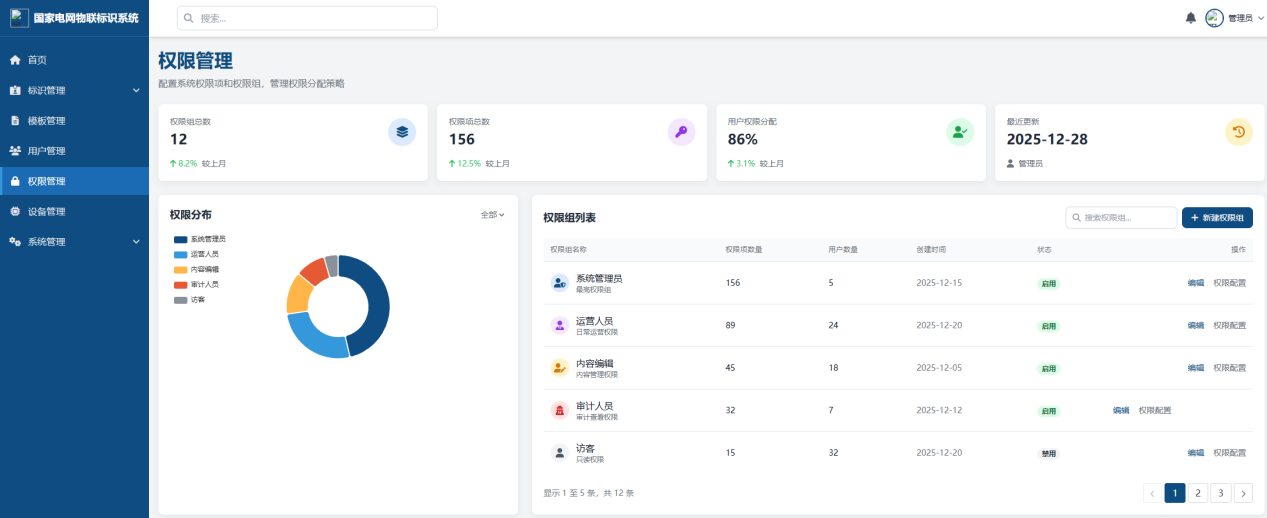 国家电网物联标识系统
搜索...
管理员
首页
标识管理
模板管理
用户管理
权限管理
设备管理
系统管理
权限管理
配置系统权限项和权限组，管理权限分配策略
权限组总数
12
8.2% 较上月
权限项总数
156
12.5% 较上月
用户权限分配
86%
3.1% 较上月
最近更新
2025-12-28
管理员
权限分布
全部
系统管理员
运营人员
内容编辑
审计人员
访客
权限组列表
搜索权限组...
新建权限组
权限组名称 权限项数量 用户数量 创建时间 状态 操作
系统管理员
最高权限组
156 5 2025-12-15 启用 编辑 权限配置
运营人员
日常运营权限
89 24 2025-12-20 启用 编辑 权限配置
内容编辑
内容管理权限
45 18 2025-12-05 启用 编辑 权限配置
审计人员
审计查看权限
32 7 2025-12-12 启用 编辑 权限配置
访客
只读权限
15 32 2025-12-20 禁用 编辑 权限配置
显示 1 至 5 条，共 12 条
1 2 3